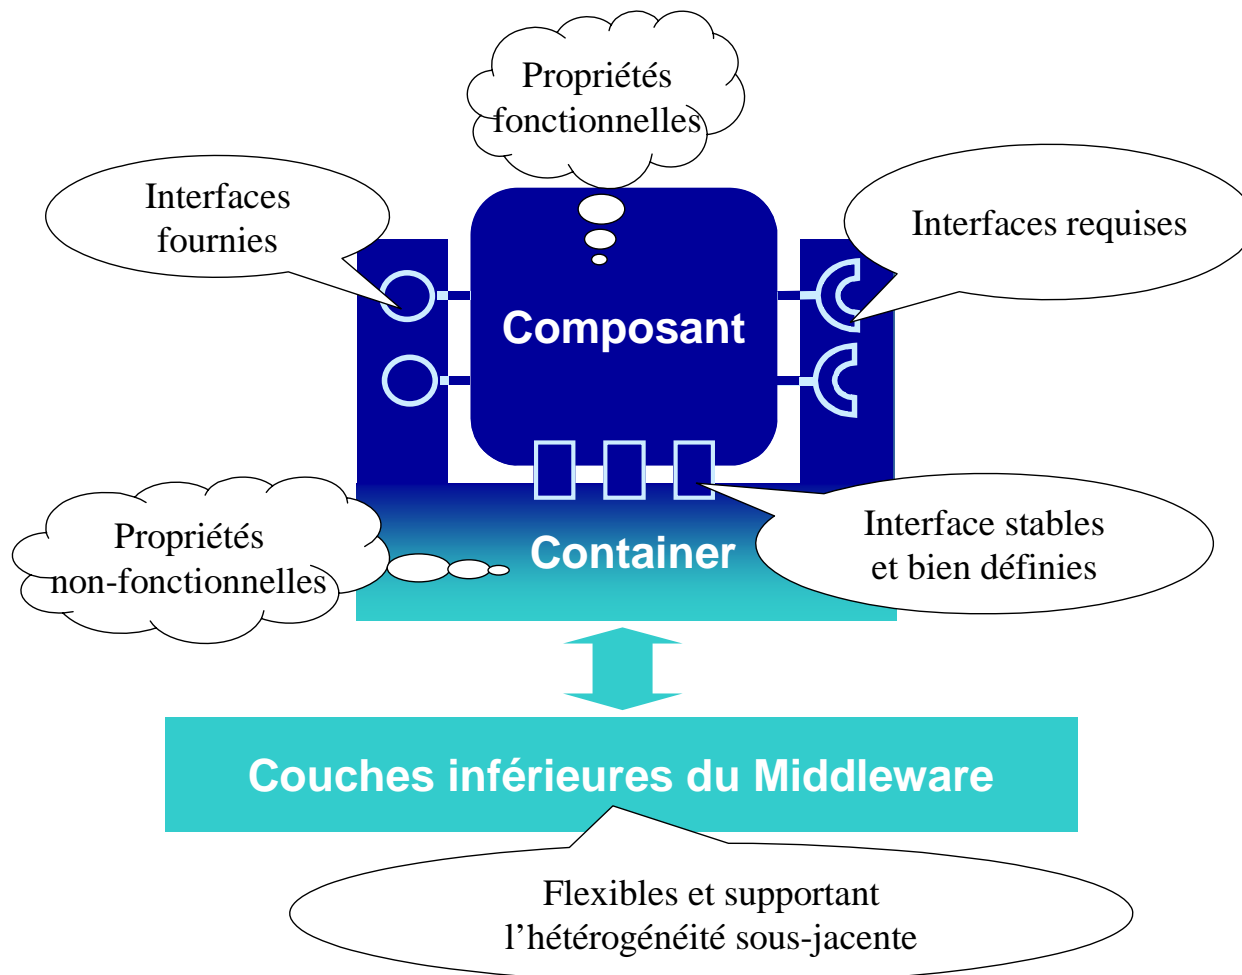 Propriétés
fonctionnelles
Interfaces
fournies
Interfaces requises
Composant
Propriétés
non-fonctionnelles
Container
Interface stables
et bien définies
Couches inférieures du Middleware
Flexibles et supportant
l’hétérogénéité sous-jacente